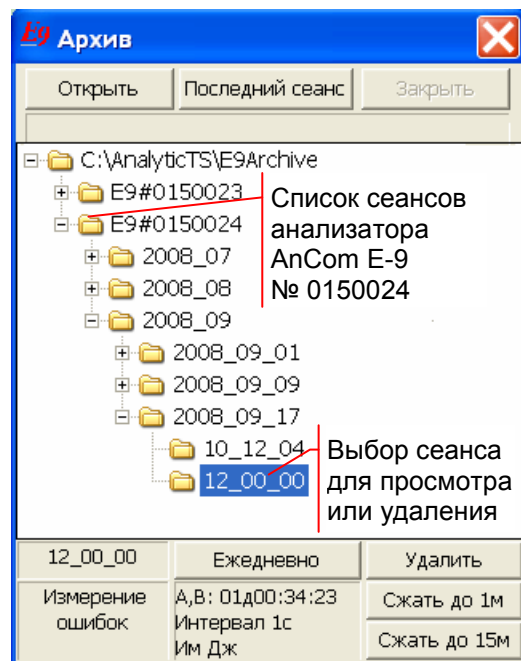 E9 Архив
Открыть Последний сеанс Закрыть
C:\AnalyticTS\E9Archive
E9#0150023
E9#0150024
Список сеансов
анализатора
AnCom E-9
№ 0150024
2008_07
2008_08
2008_09
2008_09_01
2008_09_09
2008_09_17
10_12_04
12_00_00
Выбор сеанса
для просмотра
или удаления
12_00_00 Ежедневно Удалить
Измерение
ошибок
А,В: 01д00:34:23
Интервал 1с
Им Дж
Сжать до 1м
Сжать до 15м